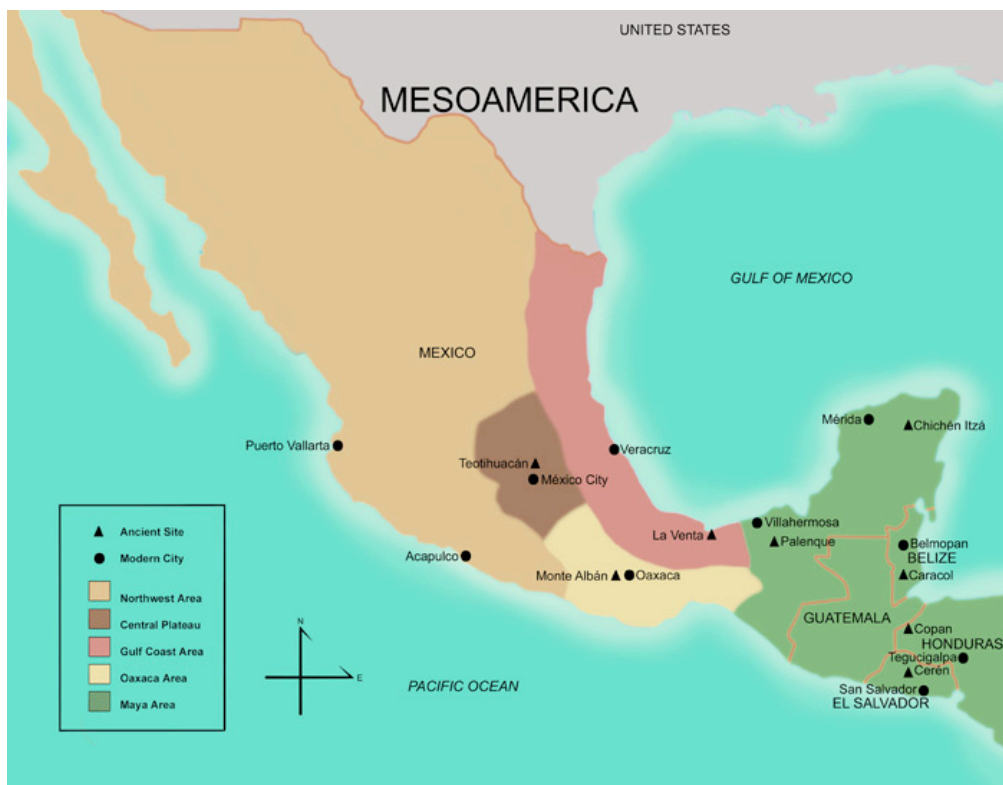 UNITED STATES
MESOAMERICA
GULF OF MEXICO
MEXICO
Mérida
Chichén Itzá
Puerto Vallarta
Veracruz
Teotihuacán
México City
La Venta
Villahermosa
Palenque
Belmopan
BELIZE
Acapulco
Monte Albán
Oaxaca
Caracol
GUATEMALA
Copan
HONDURAS
Tegucigalpa
Cerén
San Salvador
EL SALVADOR
PACIFIC OCEAN
Ancient Site
Modern City
Northwest Area
Central Plateau
Gulf Coast Area
Oaxaca Area
Maya Area
N
E